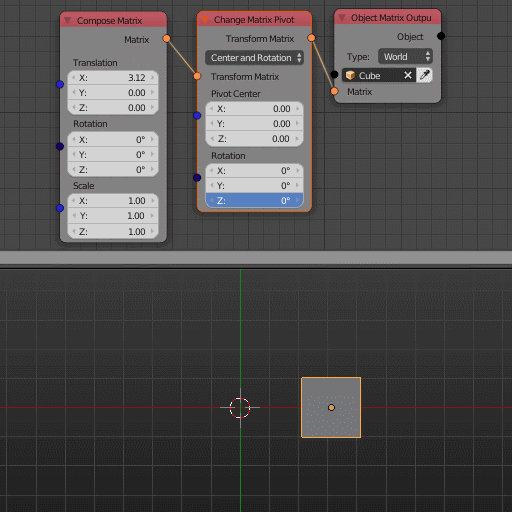 Compose Matrix
Matrix
Translation
X: 3.12
Y: 0.00
Z: 0.00
Rotation
X: 0°
Y: 0°
Z: 0°
Scale
X: 1.00
Y: 1.00
Z: 1.00
Change Matrix Pivot
Transform Matrix
Center and Rotation
Transform Matrix
Pivot Center
X: 0.00
Y: 0.00
Z: 0.00
Rotation
X: 0°
Y: 0°
Z: 0°
Object Matrix Outpu
Object
Type: World
Cube
Matrix